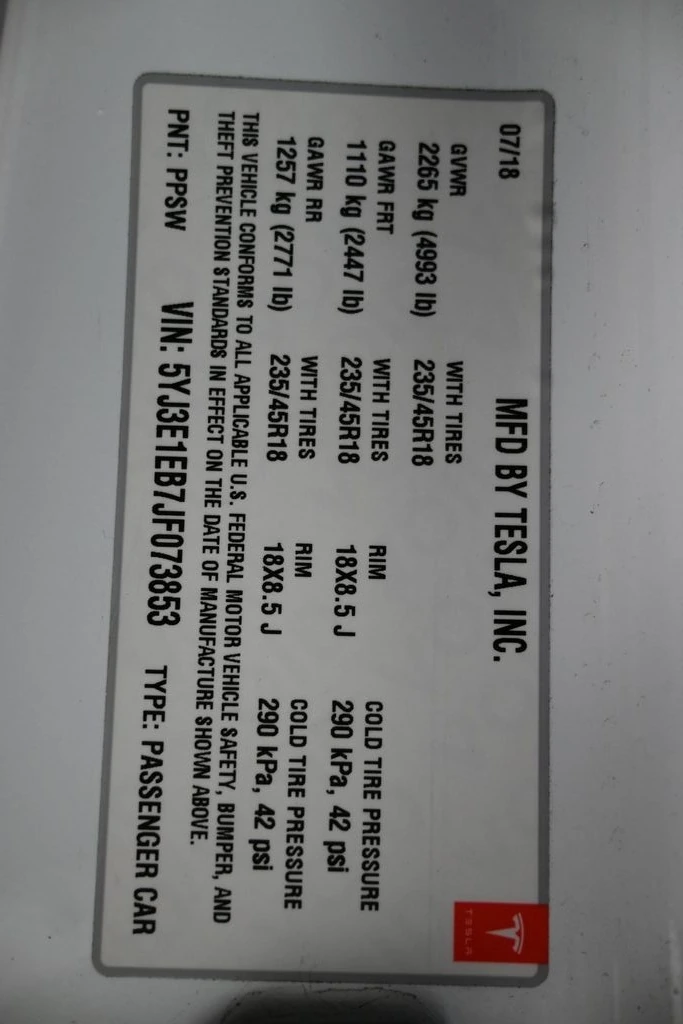 MFD BY TESLA, INC.
07/18
GVWR WITH TIRES
2265 kg (4993 lb) 235/45R18
GAWR FRT WITH TIRES RIM COLD TIRE PRESSURE
1110 kg (2447 lb) 235/45R18 18X8.5 J 290 kPa, 42 psi
GAWR RR WITH TIRES RIM COLD TIRE PRESSURE
1257 kg (2771 lb) 235/45R18 18X8.5 J 290 kPa, 42 psi
THIS VEHICLE CONFORMS TO ALL APPLICABLE U.S. FEDERAL MOTOR VEHICLE SAFETY, BUMPER, AND
THEFT PREVENTION STANDARDS IN EFFECT ON THE DATE OF MANUFACTURE SHOWN ABOVE.
PNT: PPSW VIN: 5YJ3E1EB7JF073853 TYPE: PASSENGER CAR
TESLA